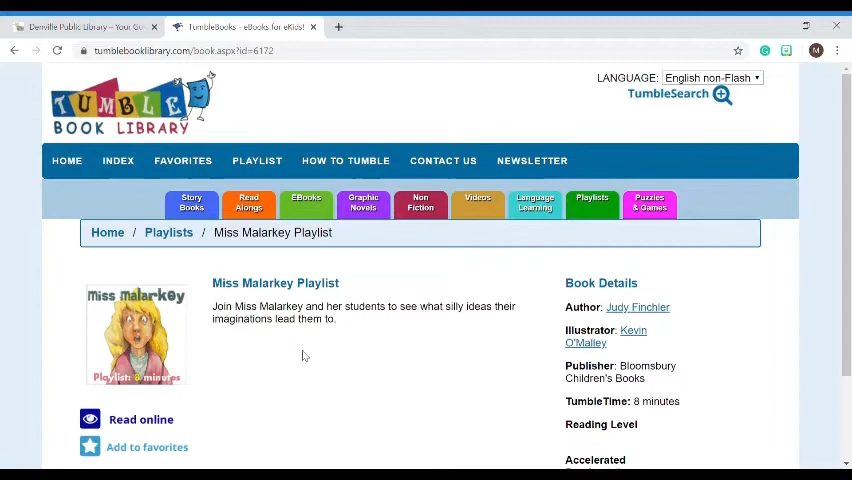 Denville Public Library – Your Gu
TumbleBooks - eBooks for eKids!
tumblebooklibrary.com/book.aspx?id=6172
M
LANGUAGE: English non-Flash
TumbleSearch
TUMBLE
BOOK LIBRARY
HOME INDEX FAVORITES PLAYLIST HOW TO TUMBLE CONTACT US NEWSLETTER
Story Books
Read Alongs
EBooks
Graphic Novels
Non Fiction
Videos
Language Learning
Playlists
Puzzles & Games
Home / Playlists / Miss Malarkey Playlist
Miss Malarkey
Playlist: 8 minutes
Miss Malarkey Playlist
Join Miss Malarkey and her students to see what silly ideas their
imaginations lead them to.
Read online
Add to favorites
Book Details
Author: Judy Finchler
Illustrator: Kevin
O'Malley
Publisher: Bloomsbury
Children's Books
TumbleTime: 8 minutes
Reading Level
Accelerated